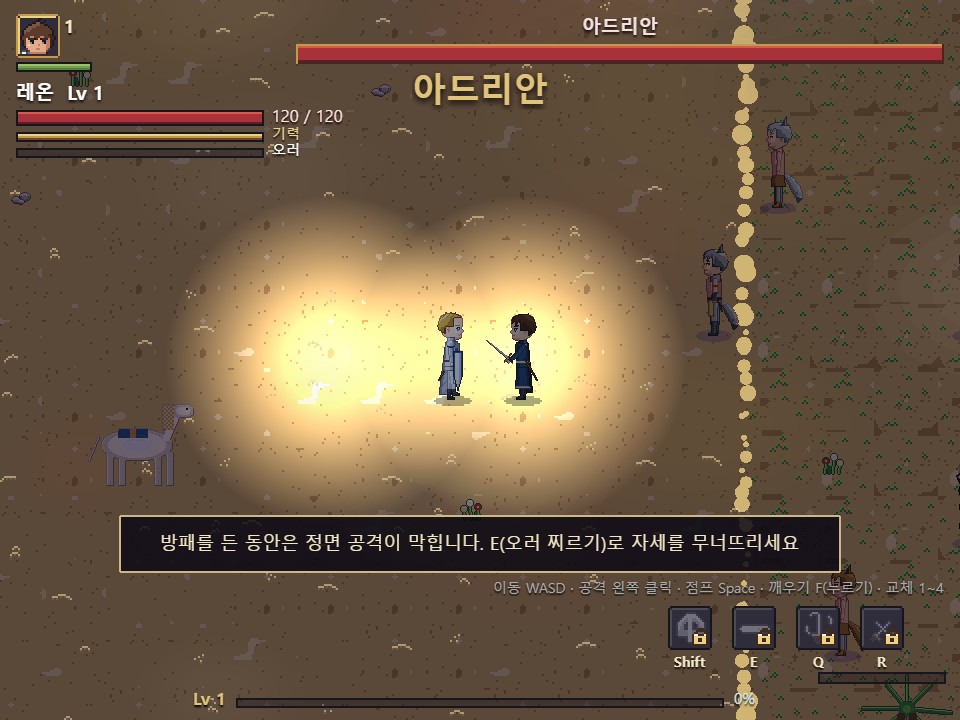 1
아드리안
아드리안
레온 Lv 1
120 / 120
기력
오러
방패를 든 동안은 정면 공격이 막힙니다. E(오러 찌르기)로 자세를 무너뜨리세요
이동 WASD · 공격 왼쪽 클릭 · 점프 Space · 깨우기 F(누르기) · 교체 1~4
Shift E Q R
Lv 1 0%